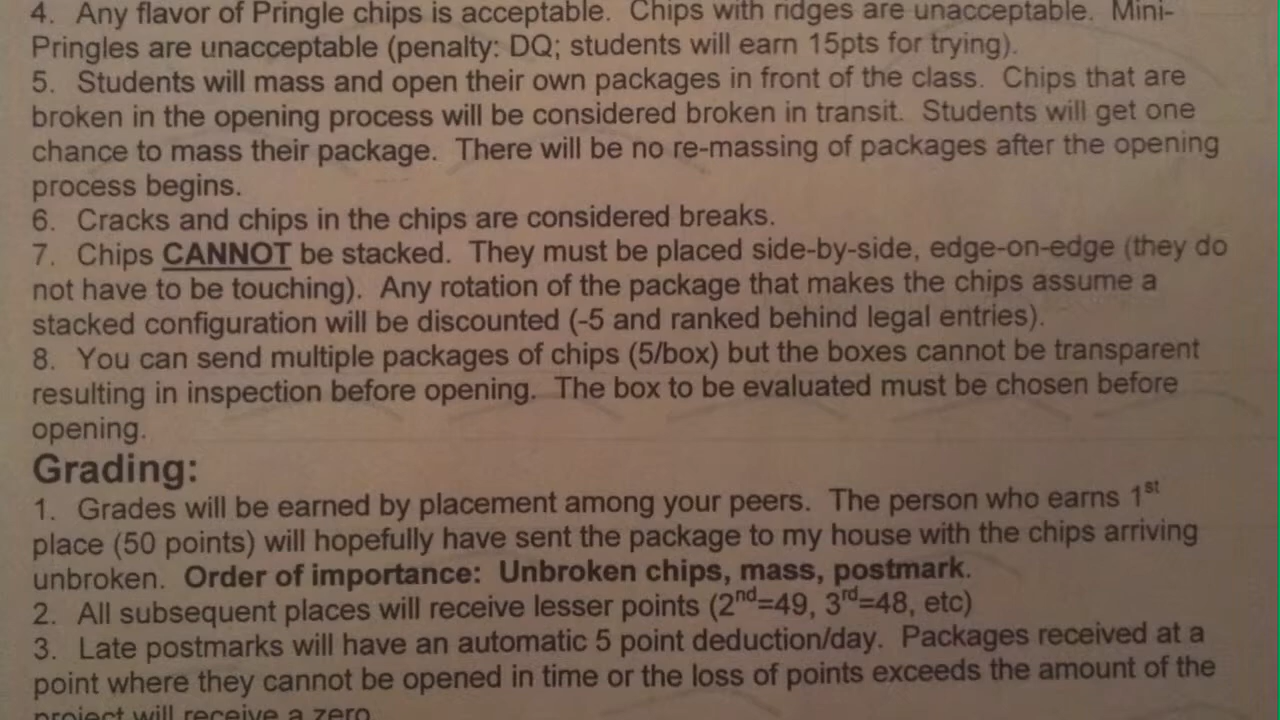 4.  Any flavor of Pringle chips is acceptable.  Chips with ridges are unacceptable.  Mini-
Pringles are unacceptable (penalty: DQ; students will earn 15pts for trying).
5.  Students will mass and open their own packages in front of the class.  Chips that are
broken in the opening process will be considered broken in transit.  Students will get one
chance to mass their package.  There will be no re-massing of packages after the opening
process begins.
6.  Cracks and chips in the chips are considered breaks.
7.  Chips CANNOT be stacked.  They must be placed side-by-side, edge-on-edge (they do
not have to be touching).  Any rotation of the package that makes the chips assume a
stacked configuration will be discounted (-5 and ranked behind legal entries).
8.  You can send multiple packages of chips (5/box) but the boxes cannot be transparent
resulting in inspection before opening.  The box to be evaluated must be chosen before
opening.
Grading:
1.  Grades will be earned by placement among your peers.  The person who earns 1st
place (50 points) will hopefully have sent the package to my house with the chips arriving
unbroken.  Order of importance:  Unbroken chips, mass, postmark.
2.  All subsequent places will receive lesser points (2nd=49, 3rd=48, etc)
3.  Late postmarks will have an automatic 5 point deduction/day.  Packages received at a
point where they cannot be opened in time or the loss of points exceeds the amount of the
project will receive a zero